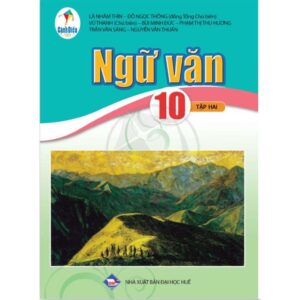 LÃ NHÂM THÌN - ĐỖ NGỌC THỐNG (đồng Tổng Chủ biên)
VŨ THANH (Chủ biên) - BÙI MINH ĐỨC - PHẠM THỊ THU HƯƠNG
TRẦN VĂN SÁNG - NGUYỄN VĂN THUẤN
Cánh Diều
Ngữ văn
10
TẬP HAI
NHÀ XUẤT BẢN ĐẠI HỌC HUẾ